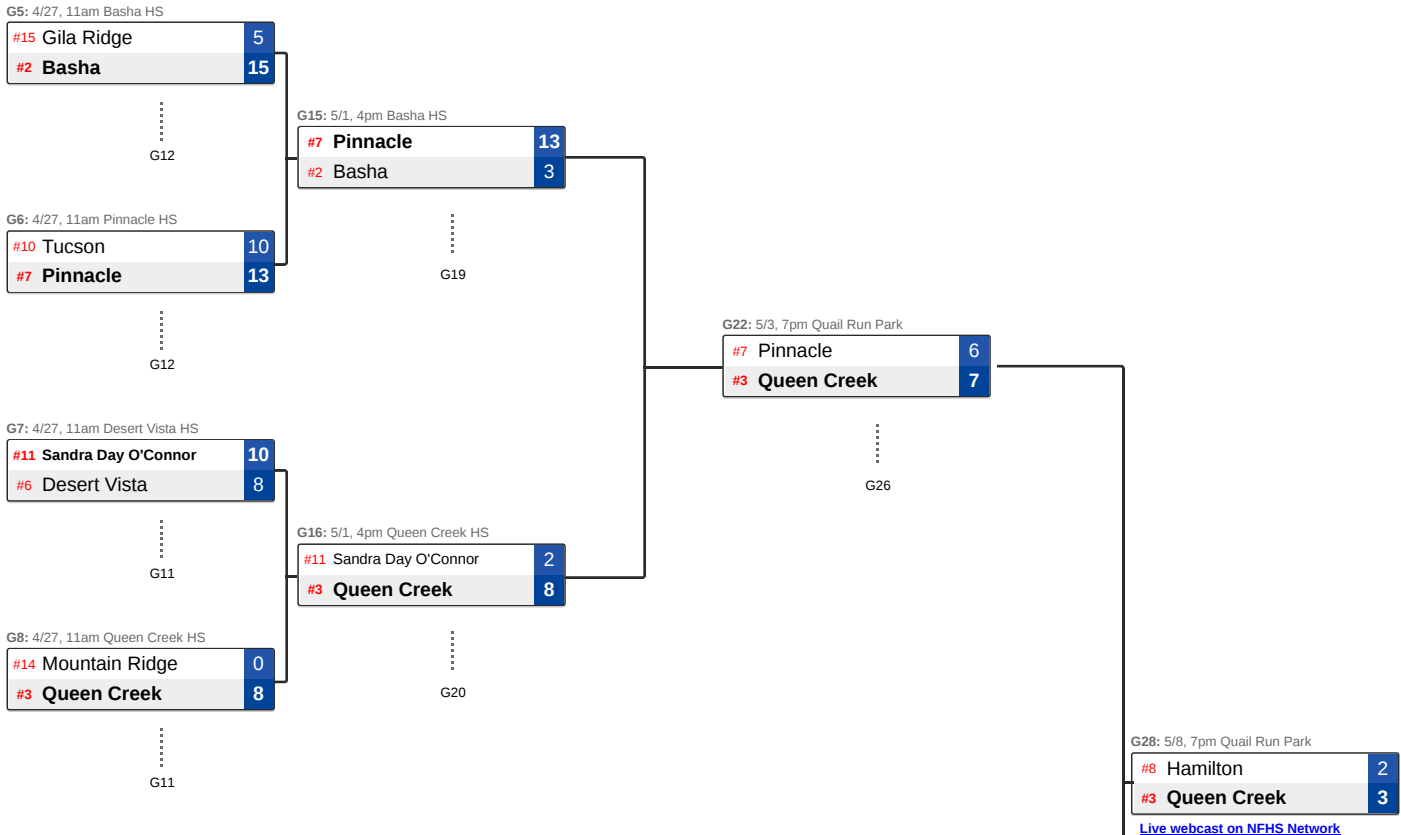 G5: 4/27, 11am Basha HS
#15 Gila Ridge 5
#2 Basha 15
G12
G6: 4/27, 11am Pinnacle HS
#10 Tucson 10
#7 Pinnacle 13
G12
G7: 4/27, 11am Desert Vista HS
#11 Sandra Day O'Connor 10
#6 Desert Vista 8
G11
G8: 4/27, 11am Queen Creek HS
#14 Mountain Ridge 0
#3 Queen Creek 8
G11
G15: 5/1, 4pm Basha HS
#7 Pinnacle 13
#2 Basha 3
G19
G16: 5/1, 4pm Queen Creek HS
#11 Sandra Day O'Connor 2
#3 Queen Creek 8
G20
G22: 5/3, 7pm Quail Run Park
#7 Pinnacle 6
#3 Queen Creek 7
G26
G28: 5/8, 7pm Quail Run Park
#8 Hamilton 2
#3 Queen Creek 3
Live webcast on NFHS Network